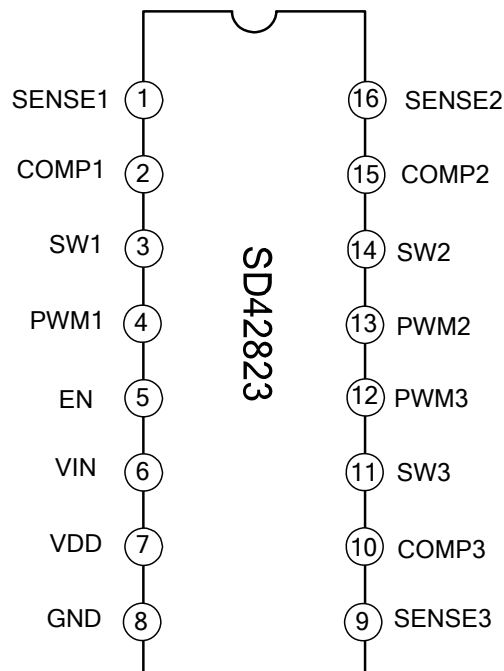 SENSE1 1 16 SENSE2
COMP1 2 15 COMP2
SW1 3 14 SW2
PWM1 4 13 PWM2
EN 5 12 PWM3
VIN 6 11 SW3
VDD 7 10 COMP3
GND 8 9 SENSE3
SD42823